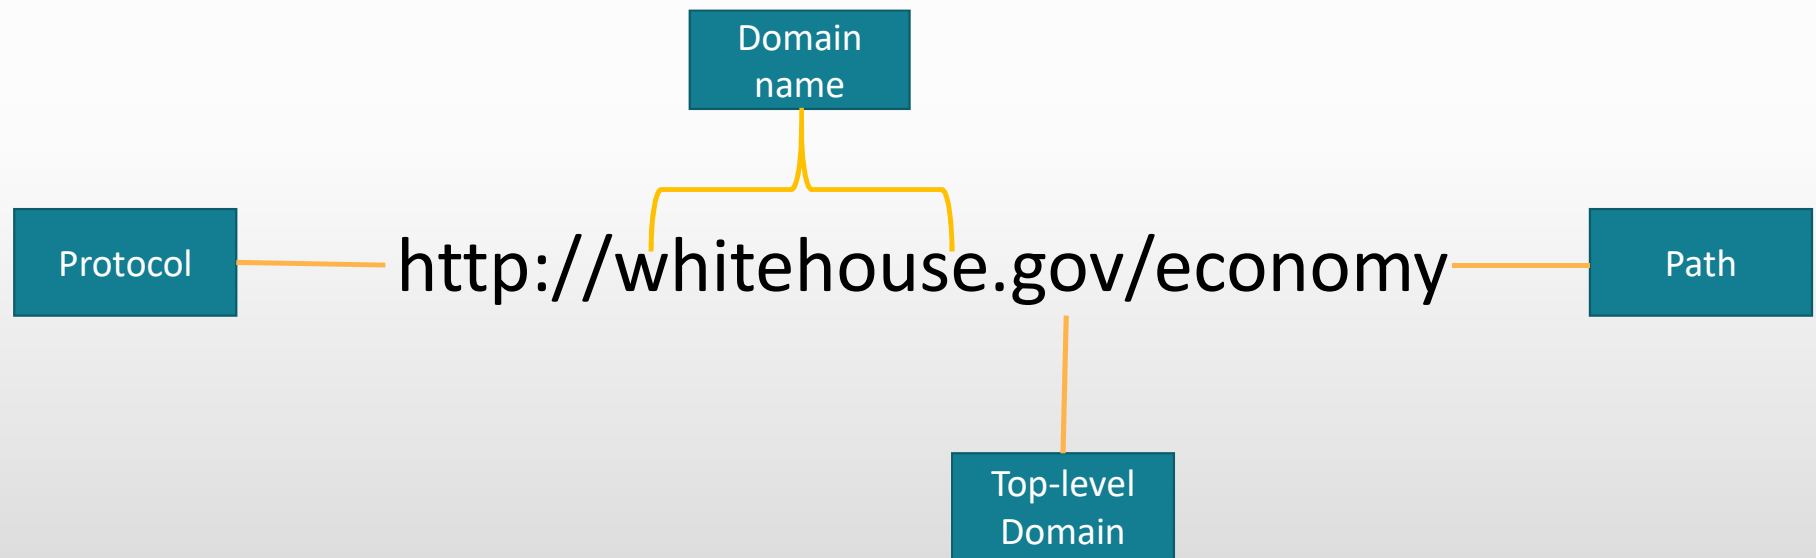 Domain
name
Protocol
http://whitehouse.gov/economy
Path
Top-level
Domain